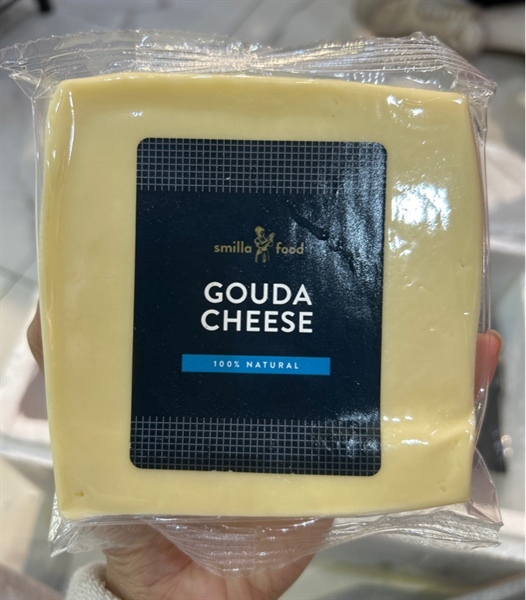 smilla food
GOUDA
CHEESE
100% NATURAL